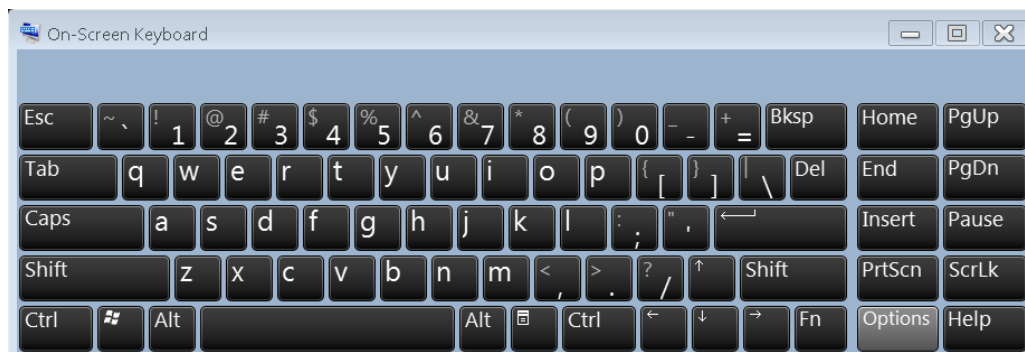 On-Screen Keyboard
Esc ~ ` ! 1 @ 2 # 3 $ 4 % 5 ^ 6 & 7 * 8 ( 9 ) 0 _ - + = Bksp Home PgUp
Tab q w e r t y u i o p { [ } ] | \ Del End PgDn
Caps a s d f g h j k l : ; " ' Insert Pause
Shift z x c v b n m < , > . ? / ↑ Shift PrtScn ScrLk
Ctrl Alt Alt Ctrl ← ↓ → Fn Options Help